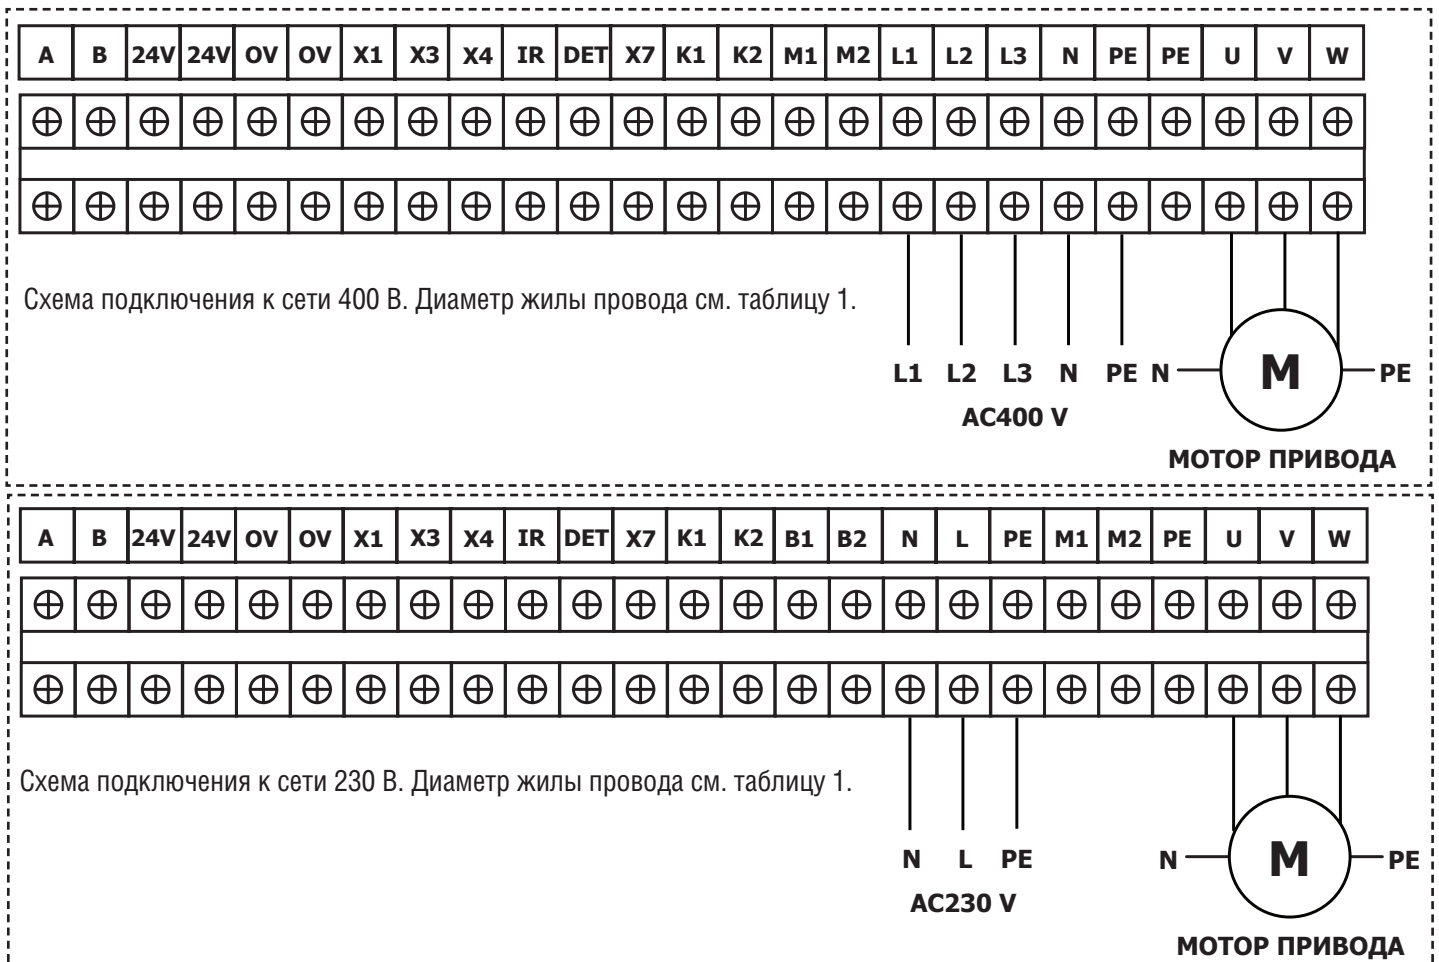 A B 24V 24V OV OV X1 X3 X4 IR DET X7 K1 K2 M1 M2 L1 L2 L3 N PE PE U V W
Схема подключения к сети 400 В. Диаметр жилы провода см. таблицу 1.
L1 L2 L3 N PE N M PE
AC400 V
МОТОР ПРИВОДА
A B 24V 24V OV OV X1 X3 X4 IR DET X7 K1 K2 B1 B2 N L PE M1 M2 PE U V W
Схема подключения к сети 230 В. Диаметр жилы провода см. таблицу 1.
N L PE N M PE
AC230 V
МОТОР ПРИВОДА